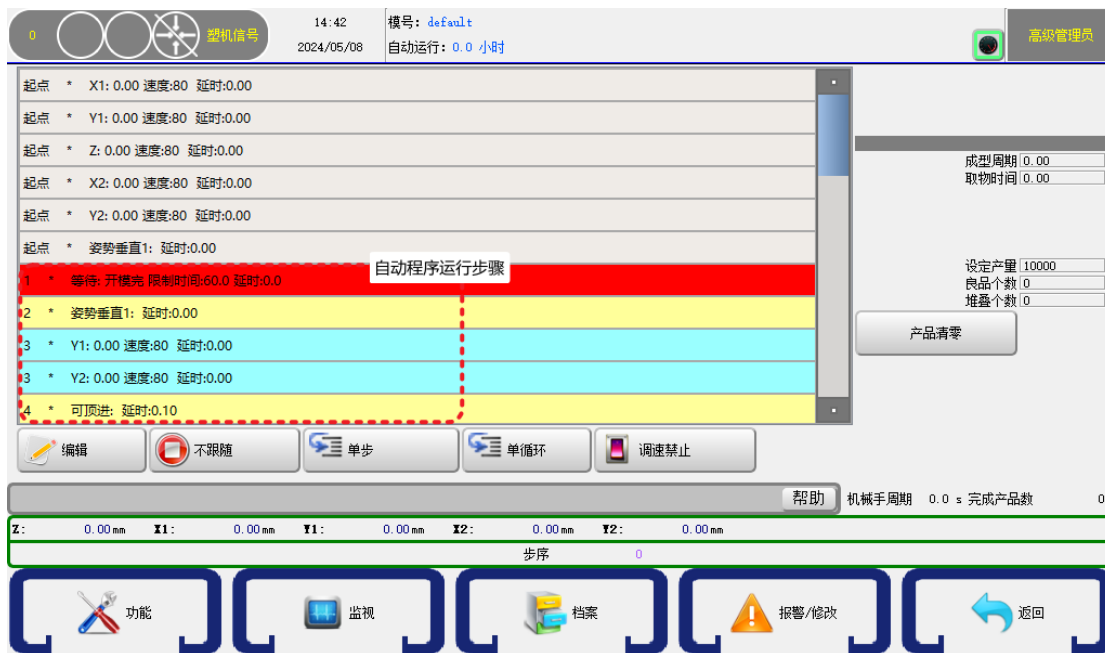 0 塑机信号
14:42
2024/05/08
模号: default
自动运行: 0.0 小时
高级管理员
起点 * X1: 0.00 速度:80 延时:0.00
起点 * Y1: 0.00 速度:80 延时:0.00
起点 * Z: 0.00 速度:80 延时:0.00
起点 * X2: 0.00 速度:80 延时:0.00
起点 * Y2: 0.00 速度:80 延时:0.00
起点 * 姿势垂直1: 延时:0.00
自动程序运行步骤
1 * 等待: 开模完 限制时间:60.0 延时:0.0
2 * 姿势垂直1: 延时:0.00
3 * Y1: 0.00 速度:80 延时:0.00
3 * Y2: 0.00 速度:80 延时:0.00
4 * 可顶进: 延时:0.10
成型周期 0.00
取物时间 0.00
设定产量 10000
良品个数 0
堆叠个数 0
产品清零
编辑 不跟随 单步 单循环 调速禁止
帮助 机械手周期 0.0 s 完成产品数 0
Z: 0.00 mm X1: 0.00 mm Y1: 0.00 mm X2: 0.00 mm Y2: 0.00 mm
步序 0
功能 监视 档案 报警/修改 返回